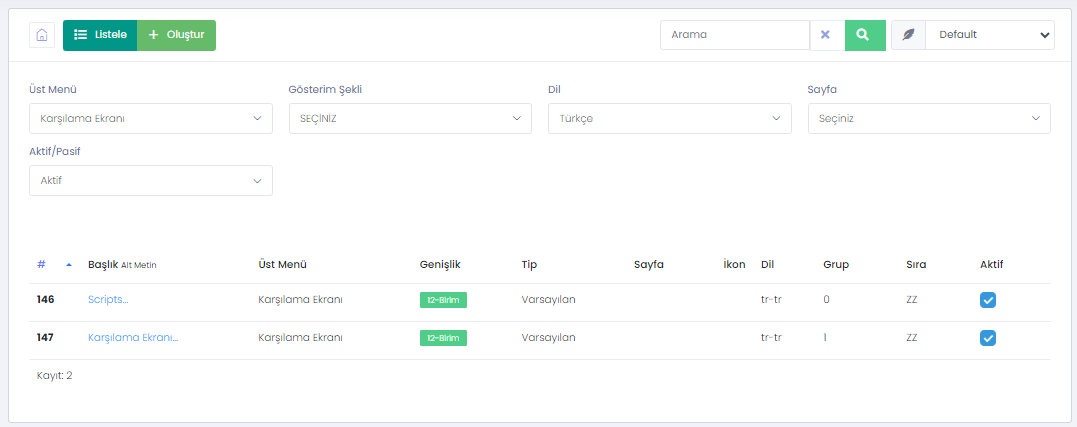 Listele Oluştur Arama Default
Üst Menü Gösterim Şekli Dil Sayfa
Karşılama Ekranı SEÇİNİZ Türkçe Seçiniz
Aktif/Pasif
Aktif
# Başlık Alt Metin Üst Menü Genişlik Tip Sayfa İkon Dil Grup Sıra Aktif
146 Scripts... Karşılama Ekranı 12-Birim Varsayılan tr-tr 0 ZZ
147 Karşılama Ekranı... Karşılama Ekranı 12-Birim Varsayılan tr-tr 1 ZZ
Kayıt: 2